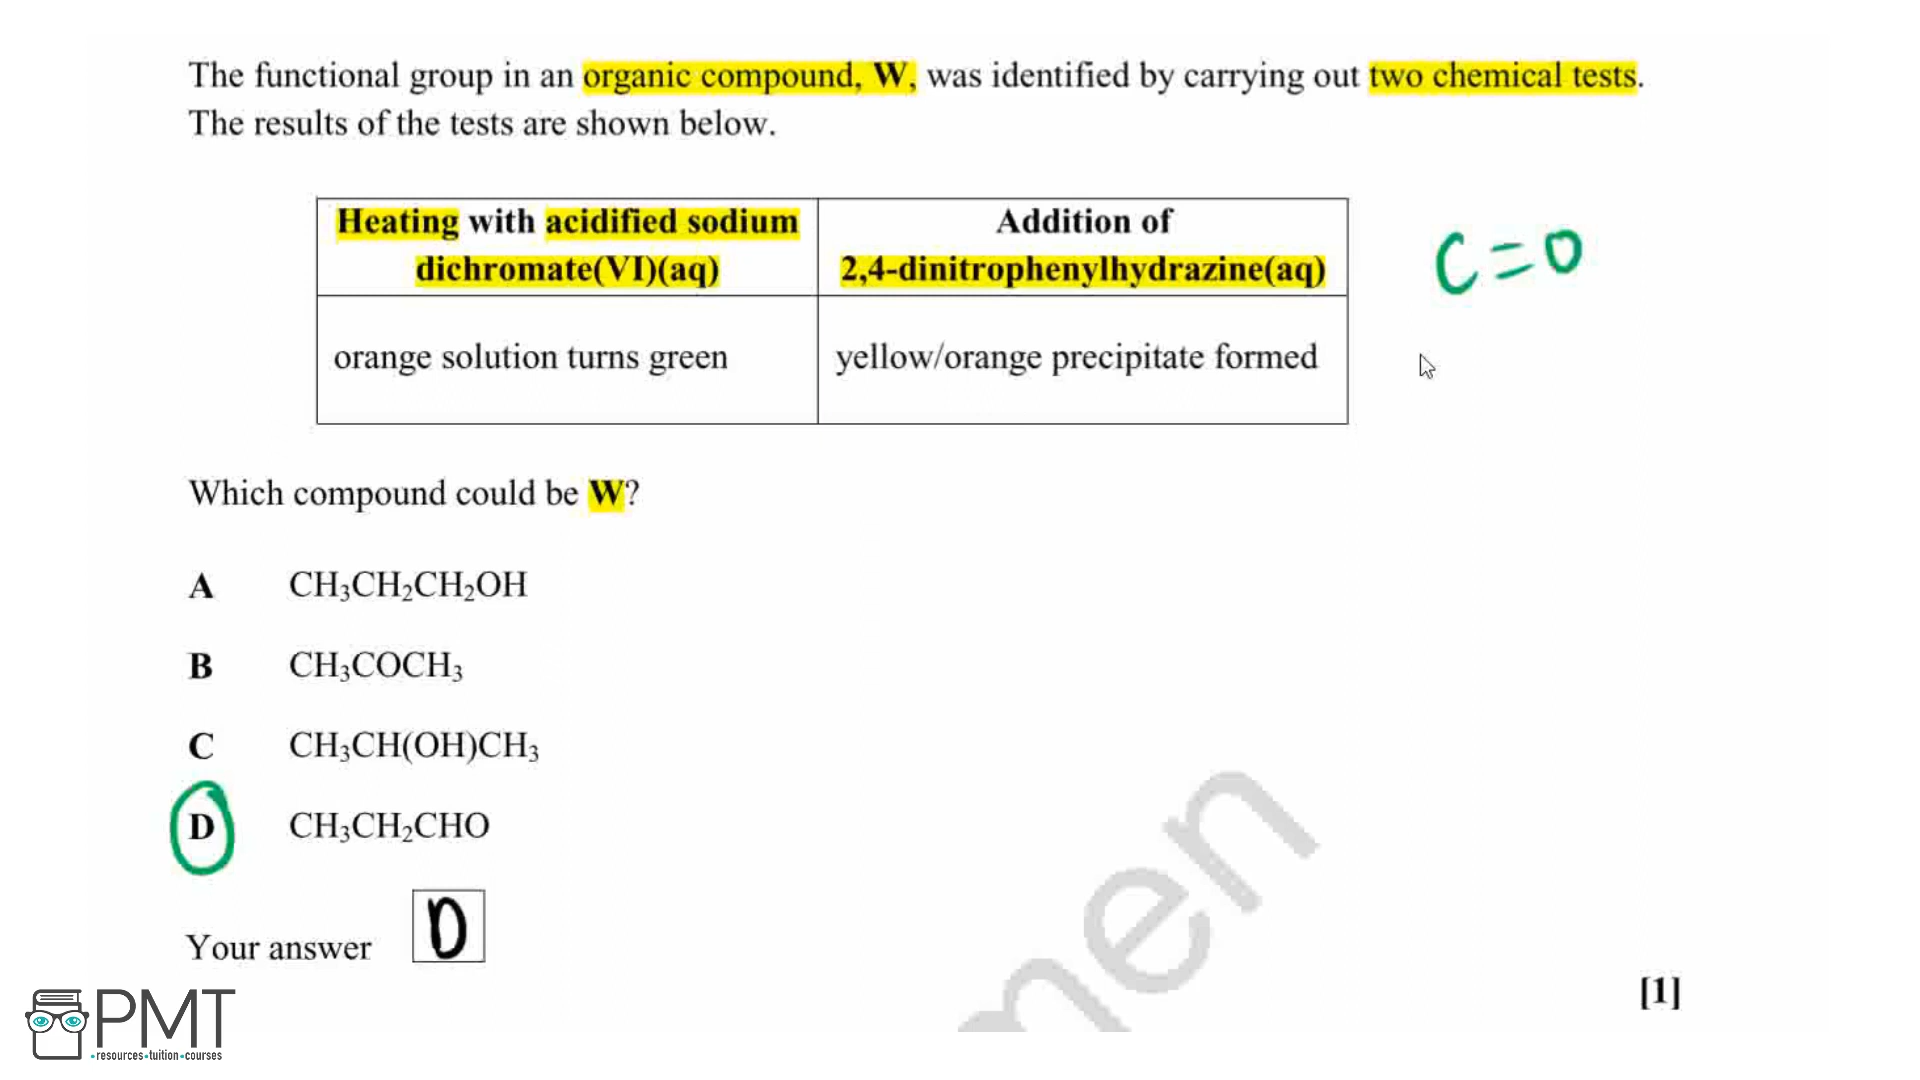 The functional group in an organic compound, W, was identified by carrying out two chemical tests.
The results of the tests are shown below.
Heating with acidified sodium
dichromate(VI)(aq)
Addition of
2,4-dinitrophenylhydrazine(aq)
C=O
orange solution turns green
yellow/orange precipitate formed
Which compound could be W?
A CH₃CH₂CH₂OH
B CH₃COCH₃
C CH₃CH(OH)CH₃
D CH₃CH₂CHO
Your answer D
[1]
men
PMT
•resources•tuition•courses